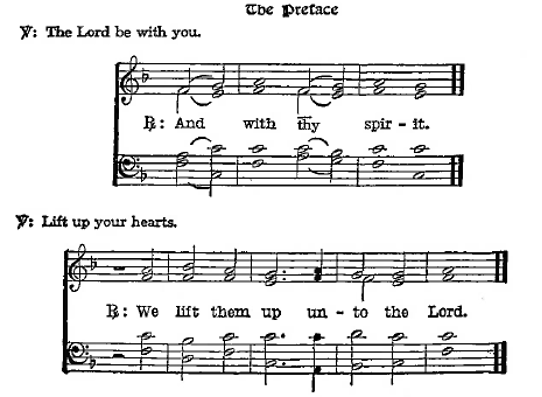 The Preface
℣: The Lord be with you.
℟: And with thy spir - it.
℣: Lift up your hearts.
℟: We lift them up un - to the Lord.